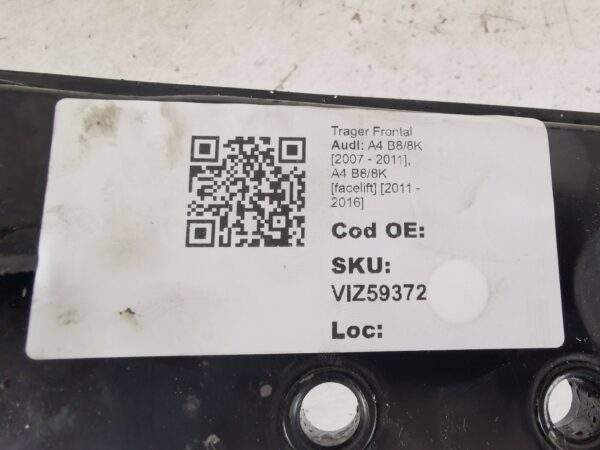 Trager Frontal
Audi: A4 B8/8K
[2007 - 2011],
A4 B8/8K
[facelift] [2011 -
2016]
Cod OE:
SKU:
VIZ59372
Loc: